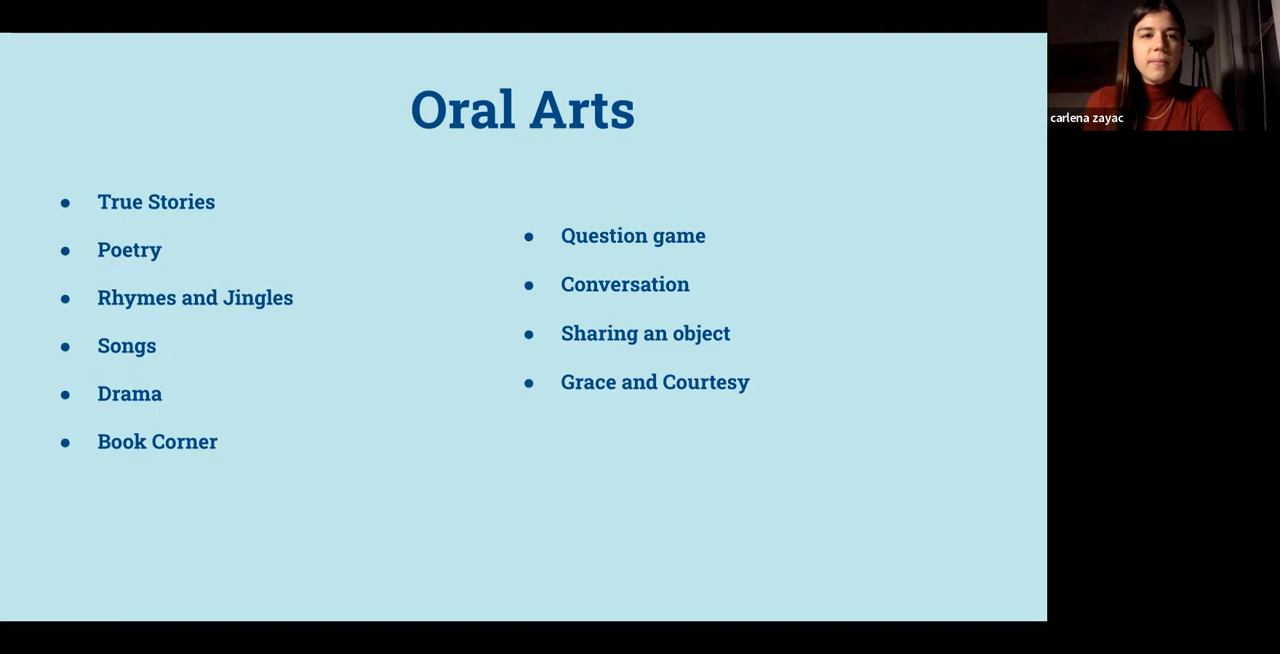 Oral Arts
● True Stories
● Poetry
● Rhymes and Jingles
● Songs
● Drama
● Book Corner
● Question game
● Conversation
● Sharing an object
● Grace and Courtesy
carlena zayac